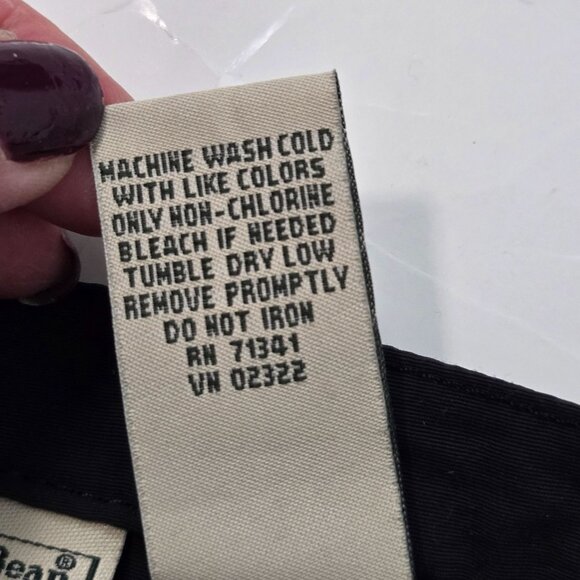 MACHINE WASH COLD
WITH LIKE COLORS
ONLY NON-CHLORINE
BLEACH IF NEEDED
TUMBLE DRY LOW
REMOVE PROMPTLY
DO NOT IRON
RN 71341
VN 02322
Bean®